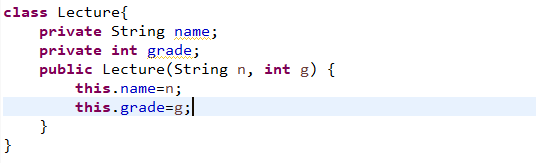 class Lecture{
    private String name;
    private int grade;
    public Lecture(String n, int g) {
        this.name=n;
        this.grade=g;
    }
}